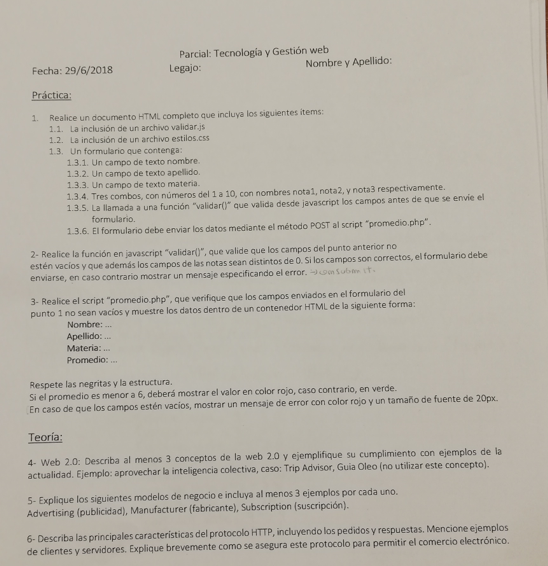 Parcial: Tecnología y Gestión web
Fecha: 29/6/2018 Legajo: Nombre y Apellido:
Práctica:
1. Realice un documento HTML completo que incluya los siguientes items:
1.1. La inclusión de un archivo validar.js
1.2. La inclusión de un archivo estilos.css
1.3. Un formulario que contenga:
1.3.1. Un campo de texto nombre.
1.3.2. Un campo de texto apellido.
1.3.3. Un campo de texto materia.
1.3.4. Tres combos, con números del 1 a 10, con nombres nota1, nota2, y nota3 respectivamente.
1.3.5. La llamada a una función "validar()" que valida desde javascript los campos antes de que se envíe el
formulario.
1.3.6. El formulario debe enviar los datos mediante el método POST al script "promedio.php".
2- Realice la función en javascript "validar()", que valide que los campos del punto anterior no
estén vacíos y que además los campos de las notas sean distintos de 0. Si los campos son correctos, el formulario debe
enviarse, en caso contrario mostrar un mensaje especificando el error.
3- Realice el script "promedio.php", que verifique que los campos enviados en el formulario del
punto 1 no sean vacíos y muestre los datos dentro de un contenedor HTML de la siguiente forma:
Nombre: ...
Apellido: ...
Materia: ...
Promedio: ...
Respete las negritas y la estructura.
Si el promedio es menor a 6, deberá mostrar el valor en color rojo, caso contrario, en verde.
En caso de que los campos estén vacíos, mostrar un mensaje de error con color rojo y un tamaño de fuente de 20px.
Teoría:
4- Web 2.0: Describa al menos 3 conceptos de la web 2.0 y ejemplifique su cumplimiento con ejemplos de la
actualidad. Ejemplo: aprovechar la inteligencia colectiva, caso: Trip Advisor, Guia Oleo (no utilizar este concepto).
5- Explique los siguientes modelos de negocio e incluya al menos 3 ejemplos por cada uno.
Advertising (publicidad), Manufacturer (fabricante), Subscription (suscripción).
6- Describa las principales características del protocolo HTTP, incluyendo los pedidos y respuestas. Mencione ejemplos
de clientes y servidores. Explique brevemente como se asegura este protocolo para permitir el comercio electrónico.